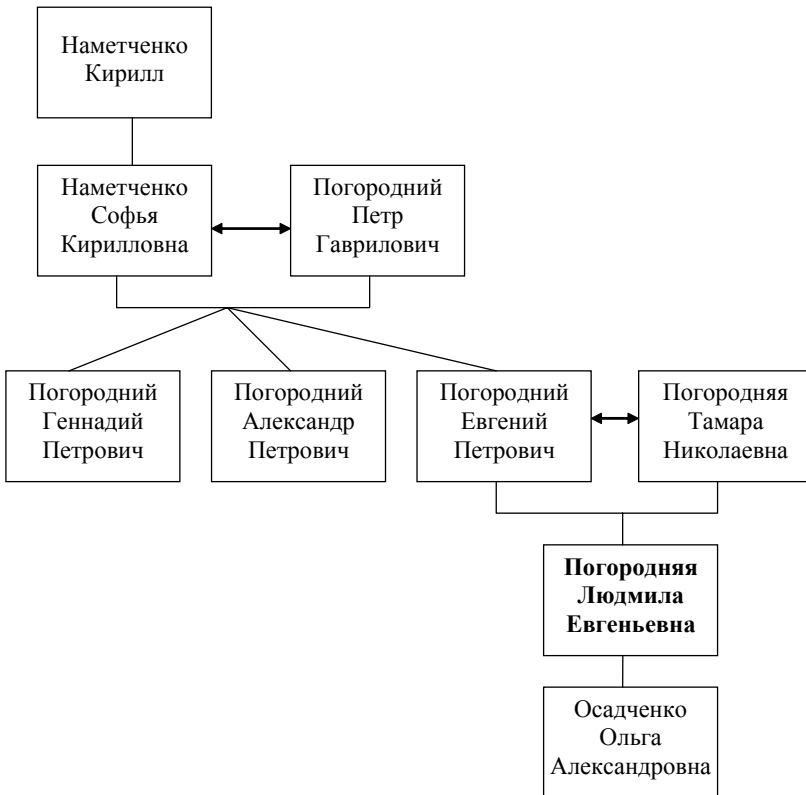 Наметченко
Кирилл
Наметченко
Софья
Кирилловна
Погородний
Петр
Гаврилович
Погородний
Геннадий
Петрович
Погородний
Александр
Петрович
Погородний
Евгений
Петрович
Погородняя
Тамара
Николаевна
Погородняя
Людмила
Евгеньевна
Осадченко
Ольга
Александровна